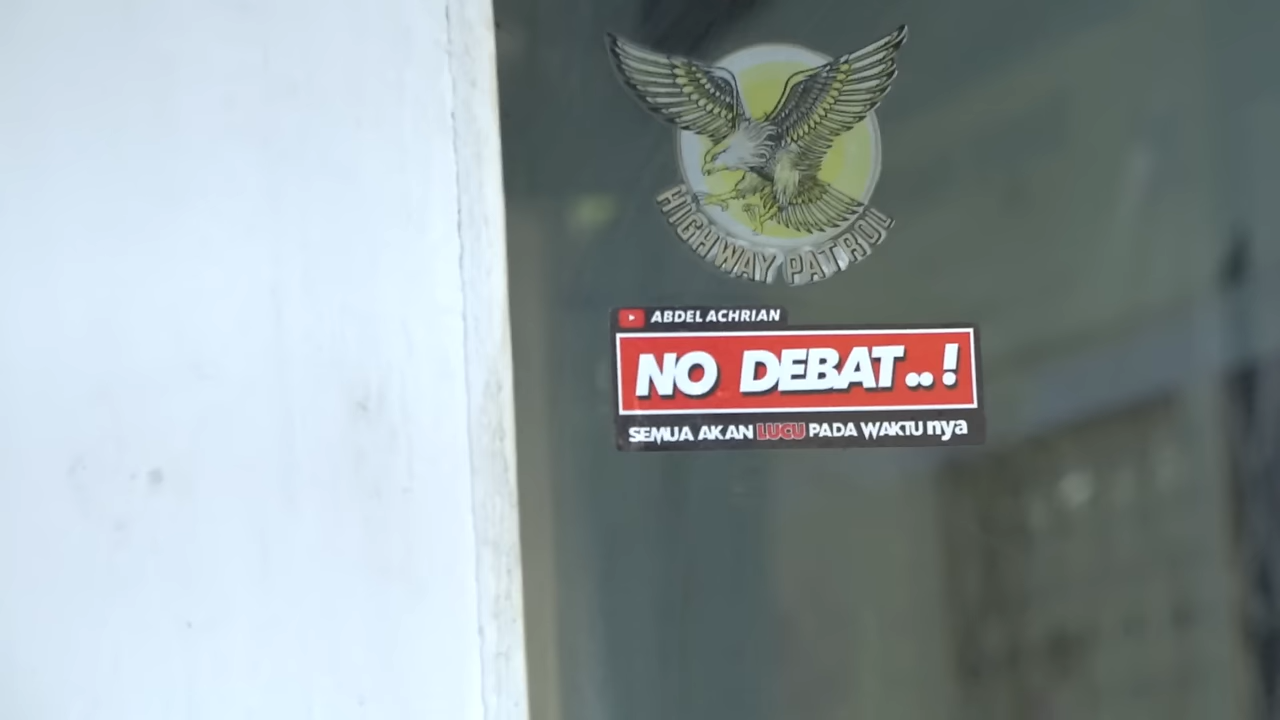 HIGHWAY PATROL
ABDEL ACHRIAN
NO DEBAT..!
SEMUA AKAN LUCU PADA WAKTU nya